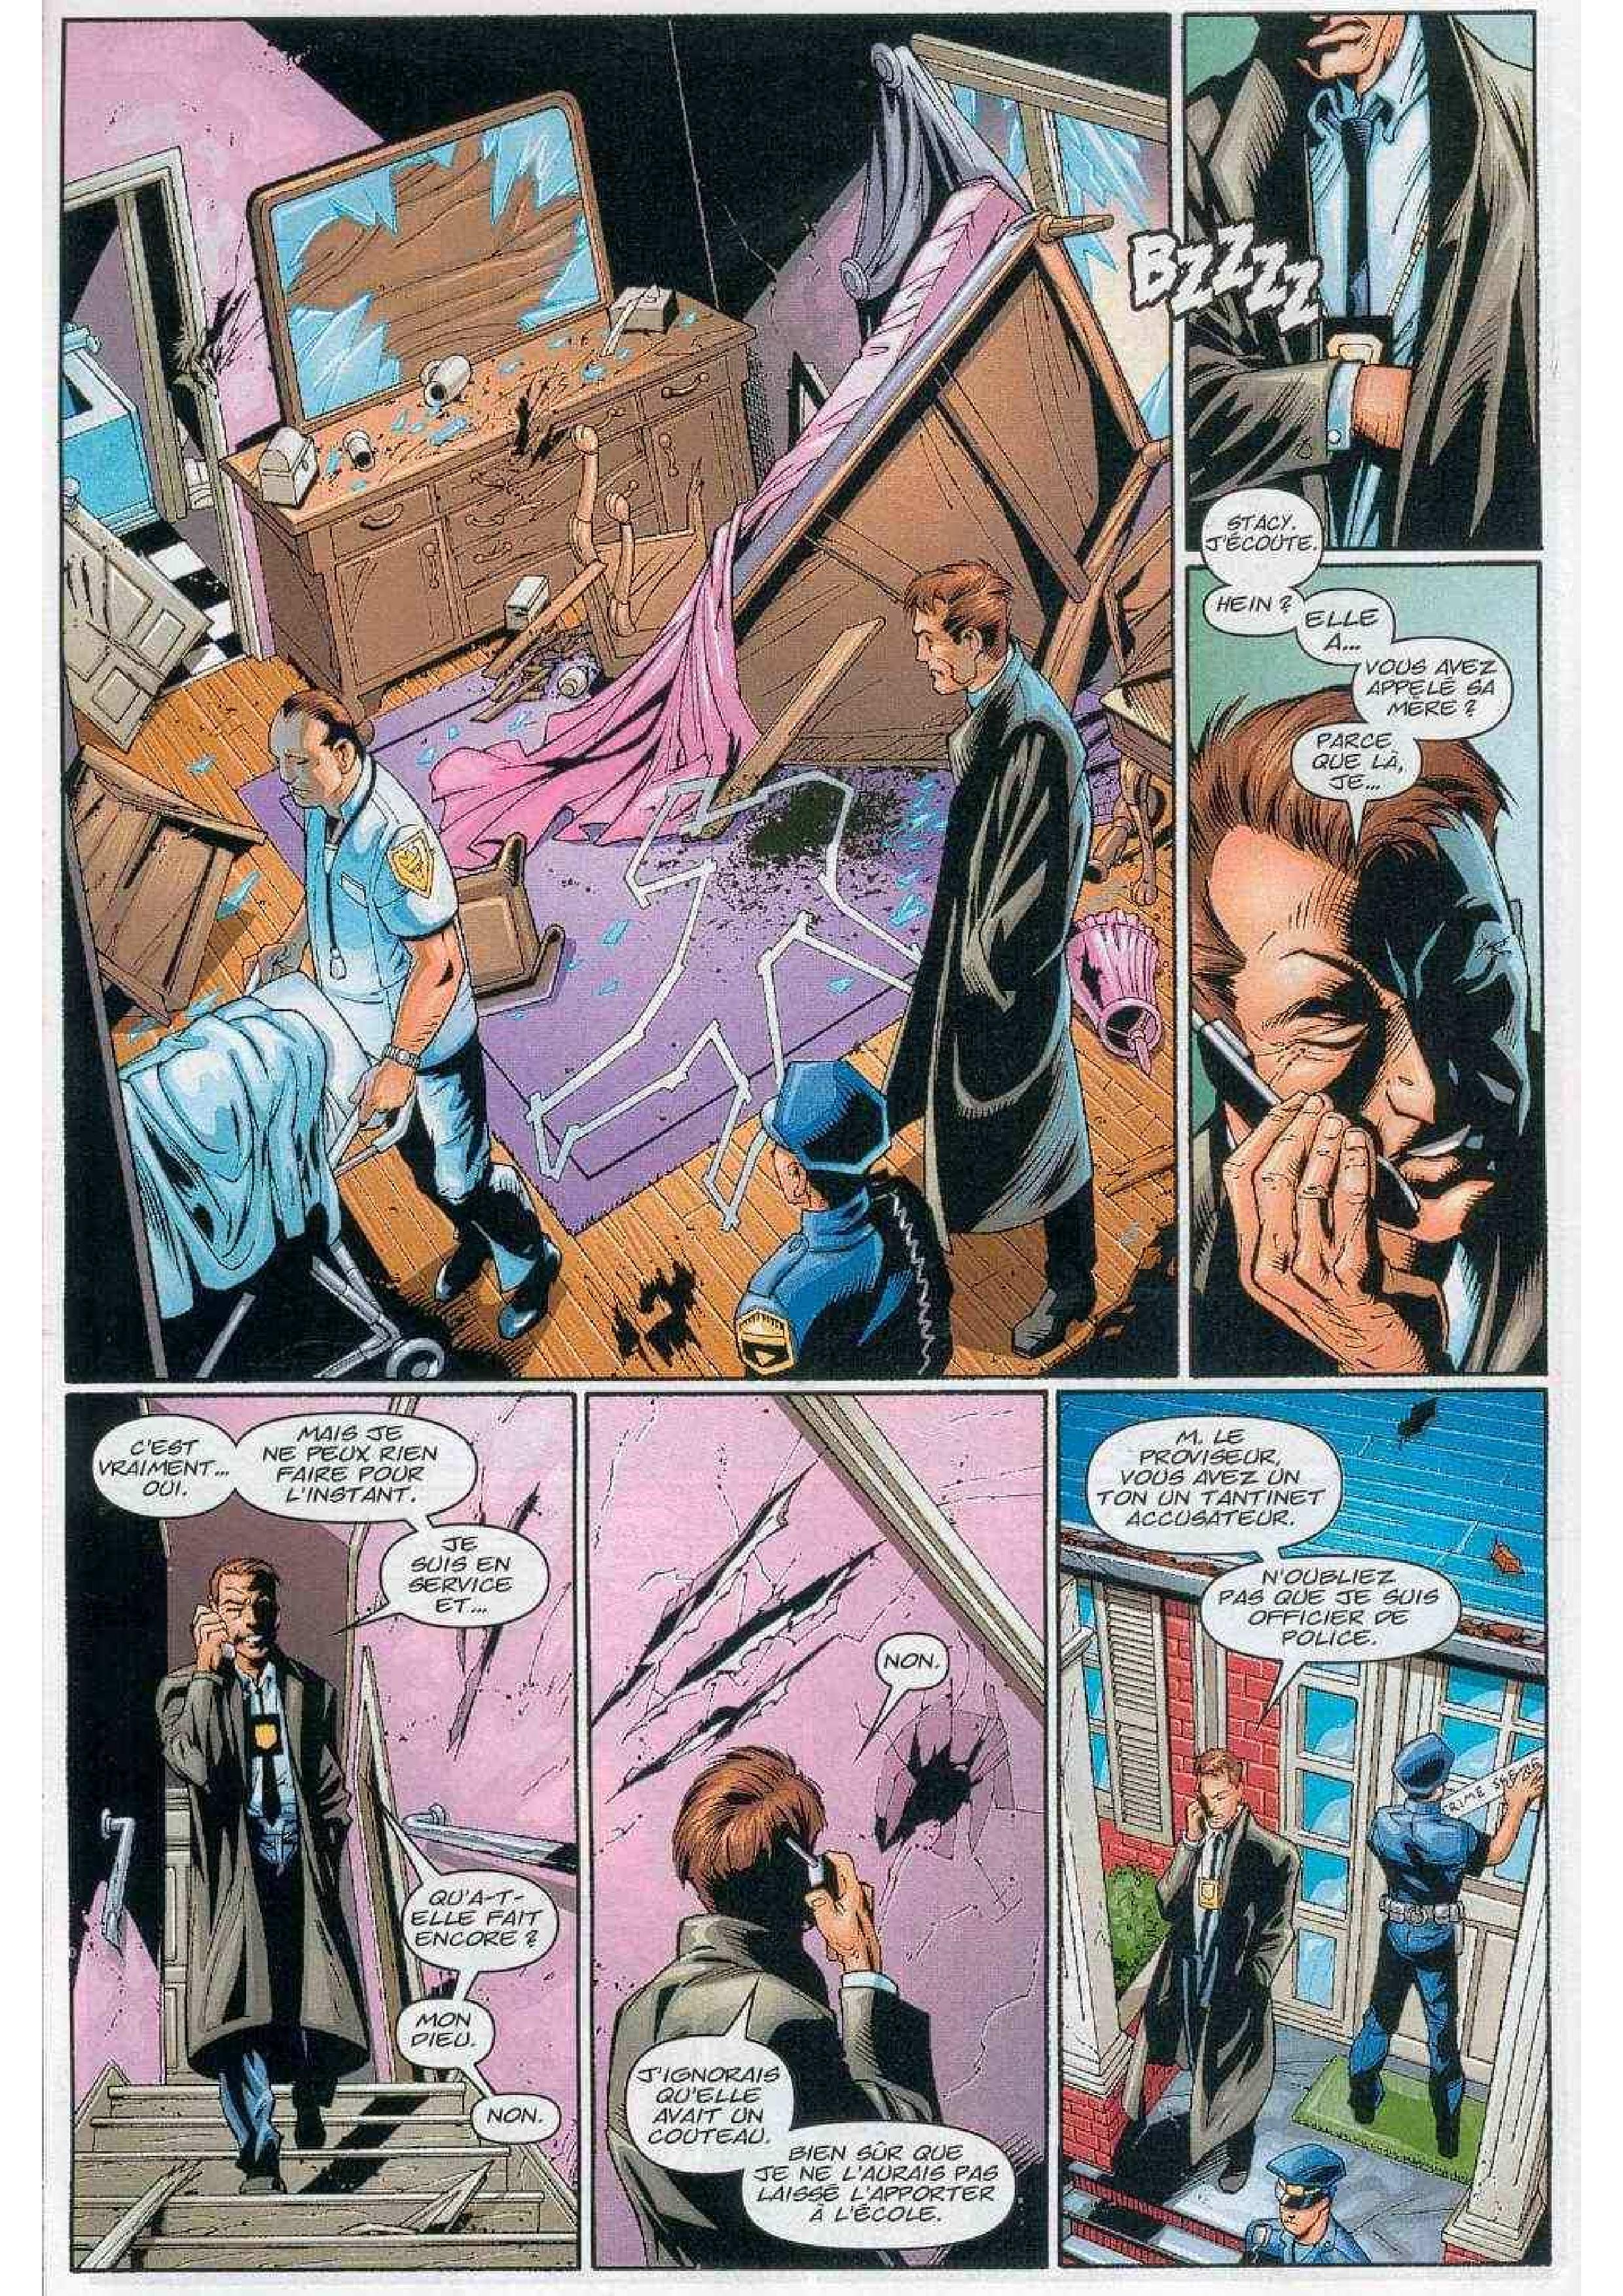 BZZZZ
STACY.
J'ÉCOUTE.
HEIN ?
ELLE
A...
VOUS AVEZ
APPELÉ SA
MÈRE ?
PARCE
QUE LÀ,
JE...
C'EST
VRAIMENT...
OUI.
MAIS JE
NE PEUX RIEN
FAIRE POUR
L'INSTANT.
JE
SUIS EN
SERVICE
ET...
QU'A-T-
ELLE FAIT
ENCORE ?
MON
DIEU.
NON.
NON.
J'IGNORAIS
QU'ELLE
AVAIT UN
COUTEAU.
BIEN SÛR QUE
JE NE L'AURAIS PAS
LAISSÉ L'APPORTER
À L'ÉCOLE.
M. LE
PROVISEUR,
VOUS AVEZ UN
TON UN TANTINET
ACCUSATEUR.
N'OUBLIEZ
PAS QUE JE SUIS
OFFICIER DE
POLICE.
RIME